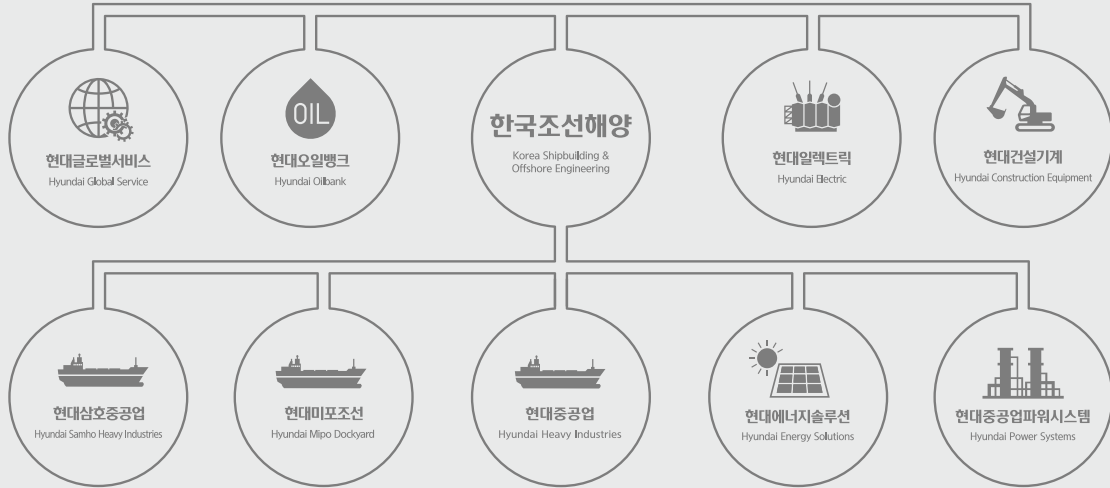 현대글로벌서비스
Hyundai Global Service
OIL
현대오일뱅크
Hyundai Oilbank
한국조선해양
Korea Shipbuilding &
Offshore Engineering
현대일렉트릭
Hyundai Electric
현대건설기계
Hyundai Construction Equipment
현대삼호중공업
Hyundai Samho Heavy Industries
현대미포조선
Hyundai Mipo Dockyard
현대중공업
Hyundai Heavy Industries
현대에너지솔루션
Hyundai Energy Solutions
현대중공업파워시스템
Hyundai Power Systems